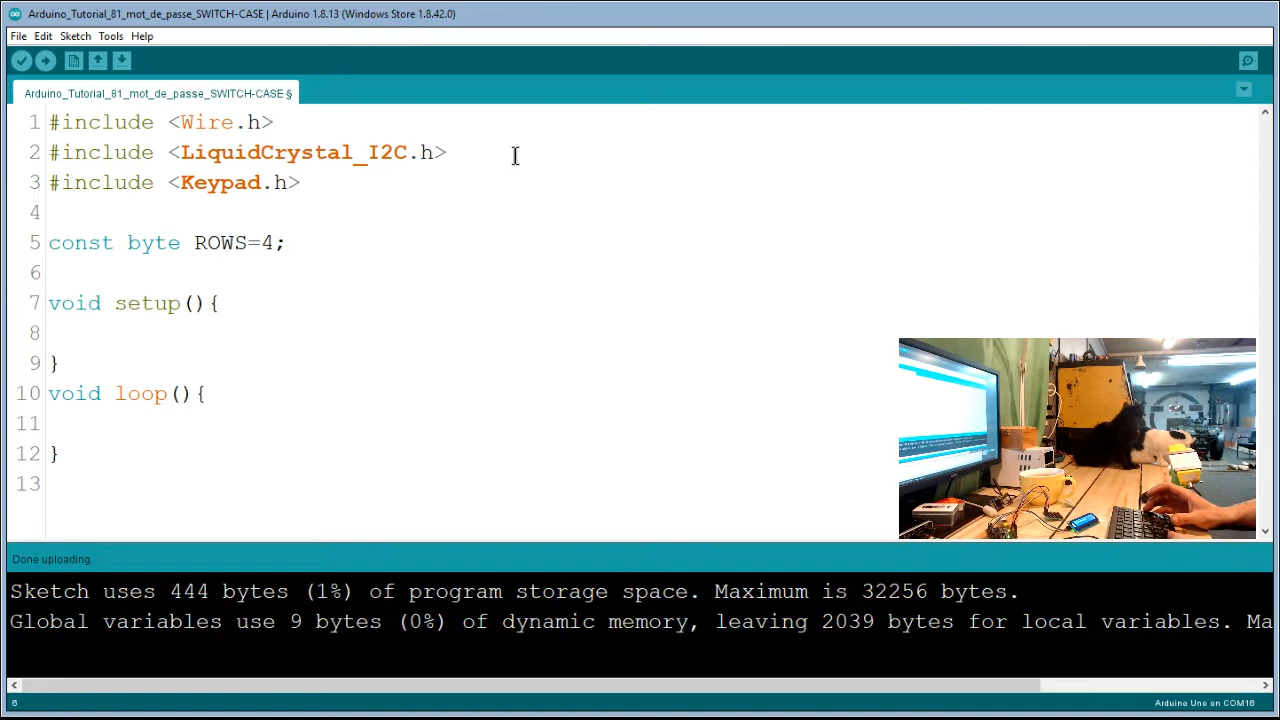 Arduino_Tutorial_81_mot_de_passe_SWITCH-CASE | Arduino 1.8.13 (Windows Store 1.8.42.0)
File Edit Sketch Tools Help
Arduino_Tutorial_81_mot_de_passe_SWITCH-CASE §
1 #include <Wire.h>
2 #include <LiquidCrystal_I2C.h>
3 #include <Keypad.h>
4
5 const byte ROWS=4;
6
7 void setup(){
8
9 }
10 void loop(){
11
12 }
13
Done uploading.
Sketch uses 444 bytes (1%) of program storage space. Maximum is 32256 bytes.
Global variables use 9 bytes (0%) of dynamic memory, leaving 2039 bytes for local variables. Ma
6 Arduino Uno on COM16